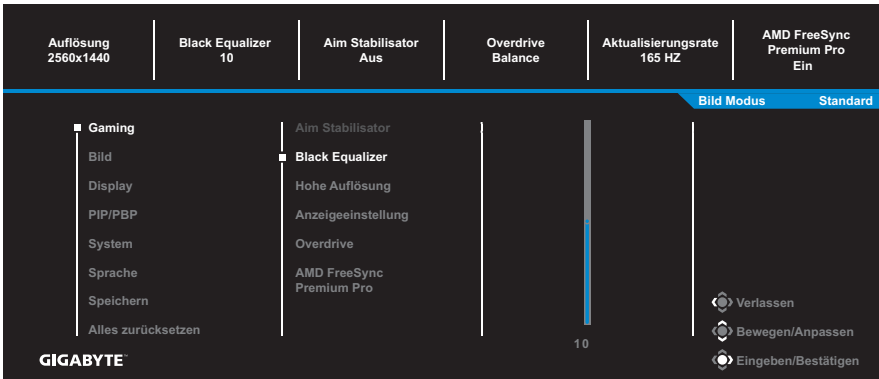 Auflösung
2560x1440
Black Equalizer
10
Aim Stabilisator
Aus
Overdrive
Balance
Aktualisierungsrate
165 HZ
AMD FreeSync
Premium Pro
Ein
Bild Modus Standard
Gaming
Bild
Display
PIP/PBP
System
Sprache
Speichern
Alles zurücksetzen
Aim Stabilisator
Black Equalizer
Hohe Auflösung
Anzeigeeinstellung
Overdrive
AMD FreeSync
Premium Pro
10
Verlassen
Bewegen/Anpassen
Eingeben/Bestätigen
GIGABYTE™